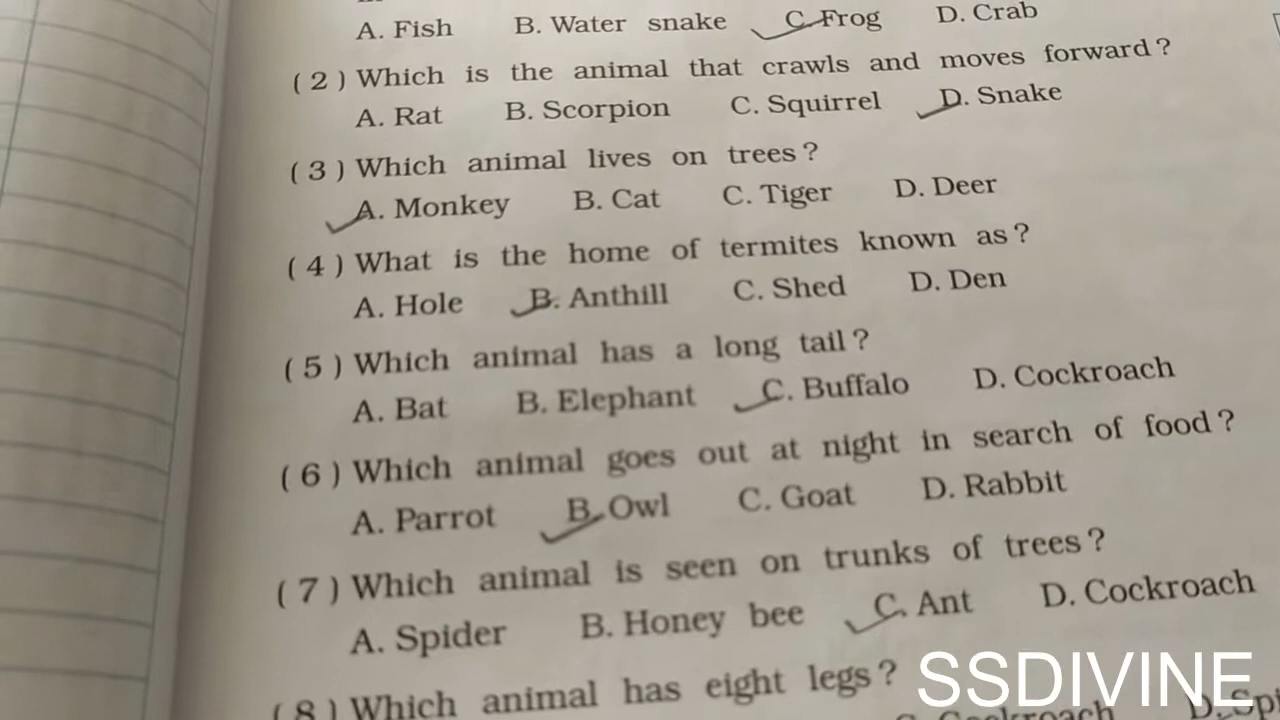 A. Fish B. Water snake C. Frog D. Crab
( 2 ) Which is the animal that crawls and moves forward ?
A. Rat B. Scorpion C. Squirrel D. Snake
( 3 ) Which animal lives on trees ?
A. Monkey B. Cat C. Tiger D. Deer
( 4 ) What is the home of termites known as ?
A. Hole B. Anthill C. Shed D. Den
( 5 ) Which animal has a long tail ?
A. Bat B. Elephant C. Buffalo D. Cockroach
( 6 ) Which animal goes out at night in search of food ?
A. Parrot B. Owl C. Goat D. Rabbit
( 7 ) Which animal is seen on trunks of trees ?
A. Spider B. Honey bee C. Ant D. Cockroach
( 8 ) Which animal has eight legs ?
C. Cockroach D. Spi
SSDIVINE